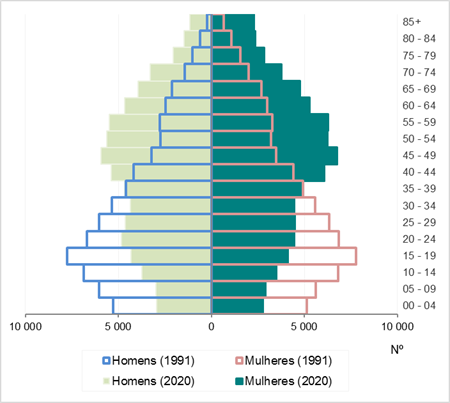 85+
80 - 84
75 - 79
70 - 74
65 - 69
60 - 64
55 - 59
50 - 54
45 - 49
40 - 44
35 - 39
30 - 34
25 - 29
20 - 24
15 - 19
10 - 14
05 - 09
00 - 04
10 000 5 000 0 5 000 10 000
Nº
Homens (1991) Mulheres (1991)
Homens (2020) Mulheres (2020)